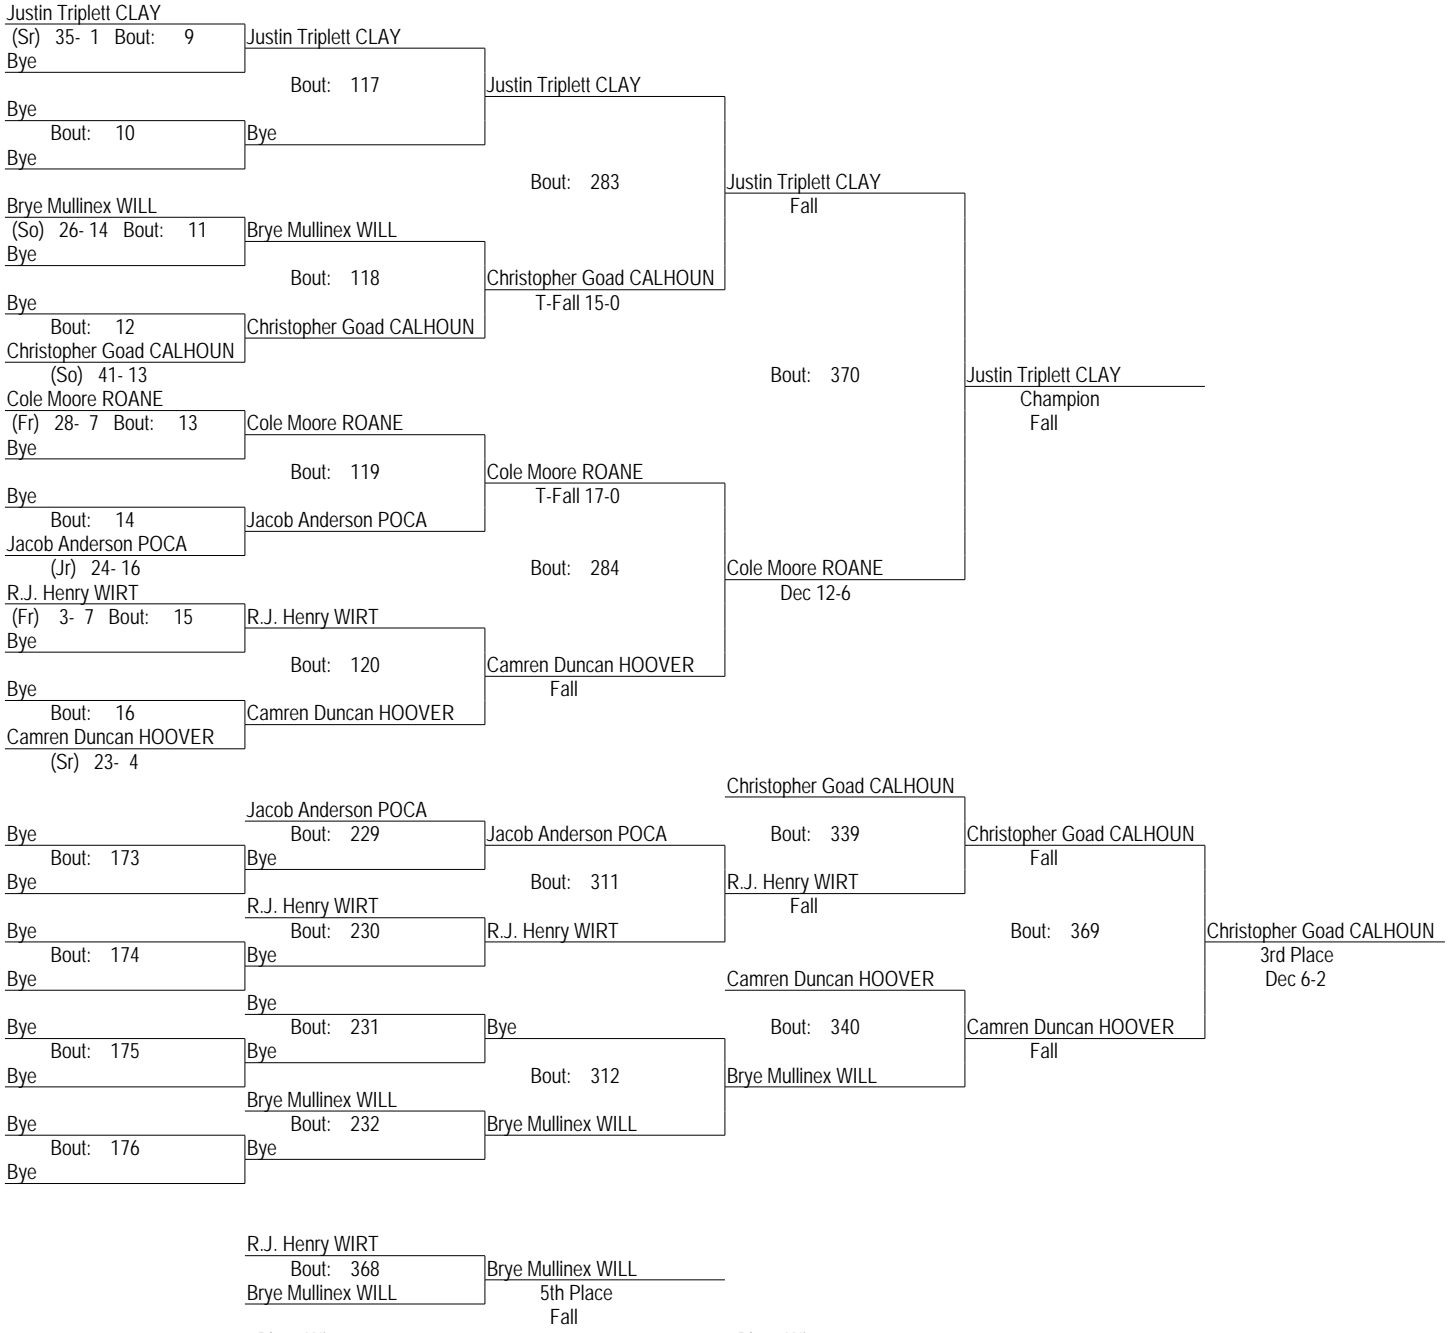 Justin Triplett CLAY
(Sr) 35- 1 Bout: 9 Justin Triplett CLAY
Bye
Bout: 117 Justin Triplett CLAY
Bye
Bout: 10 Bye
Bye
Bout: 283 Justin Triplett CLAY
Brye Mullinex WILL Fall
(So) 26- 14 Bout: 11 Brye Mullinex WILL
Bye
Bout: 118 Christopher Goad CALHOUN
Bye T-Fall 15-0
Bout: 12 Christopher Goad CALHOUN
Christopher Goad CALHOUN
(So) 41- 13 Bout: 370 Justin Triplett CLAY
Cole Moore ROANE Champion
(Fr) 28- 7 Bout: 13 Cole Moore ROANE Fall
Bye
Bout: 119 Cole Moore ROANE
Bye T-Fall 17-0
Bout: 14 Jacob Anderson POCA
Jacob Anderson POCA
(Jr) 24- 16 Bout: 284 Cole Moore ROANE
R.J. Henry WIRT Dec 12-6
(Fr) 3- 7 Bout: 15 R.J. Henry WIRT
Bye
Bout: 120 Camren Duncan HOOVER
Bye Fall
Bout: 16 Camren Duncan HOOVER
Camren Duncan HOOVER
(Sr) 23- 4
Christopher Goad CALHOUN
Jacob Anderson POCA
Bye Bout: 229 Jacob Anderson POCA Bout: 339 Christopher Goad CALHOUN
Bout: 173 Bye Fall
Bye Bout: 311 R.J. Henry WIRT
R.J. Henry WIRT Fall
Bye Bout: 230 R.J. Henry WIRT Bout: 369 Christopher Goad CALHOUN
Bout: 174 Bye 3rd Place
Bye Camren Duncan HOOVER Dec 6-2
Bye
Bye Bout: 231 Bye Bout: 340 Camren Duncan HOOVER
Bout: 175 Bye Fall
Bye Bout: 312 Brye Mullinex WILL
Brye Mullinex WILL
Bye Bout: 232 Brye Mullinex WILL
Bout: 176 Bye
Bye
R.J. Henry WIRT
Bout: 368 Brye Mullinex WILL
Brye Mullinex WILL 5th Place
Fall